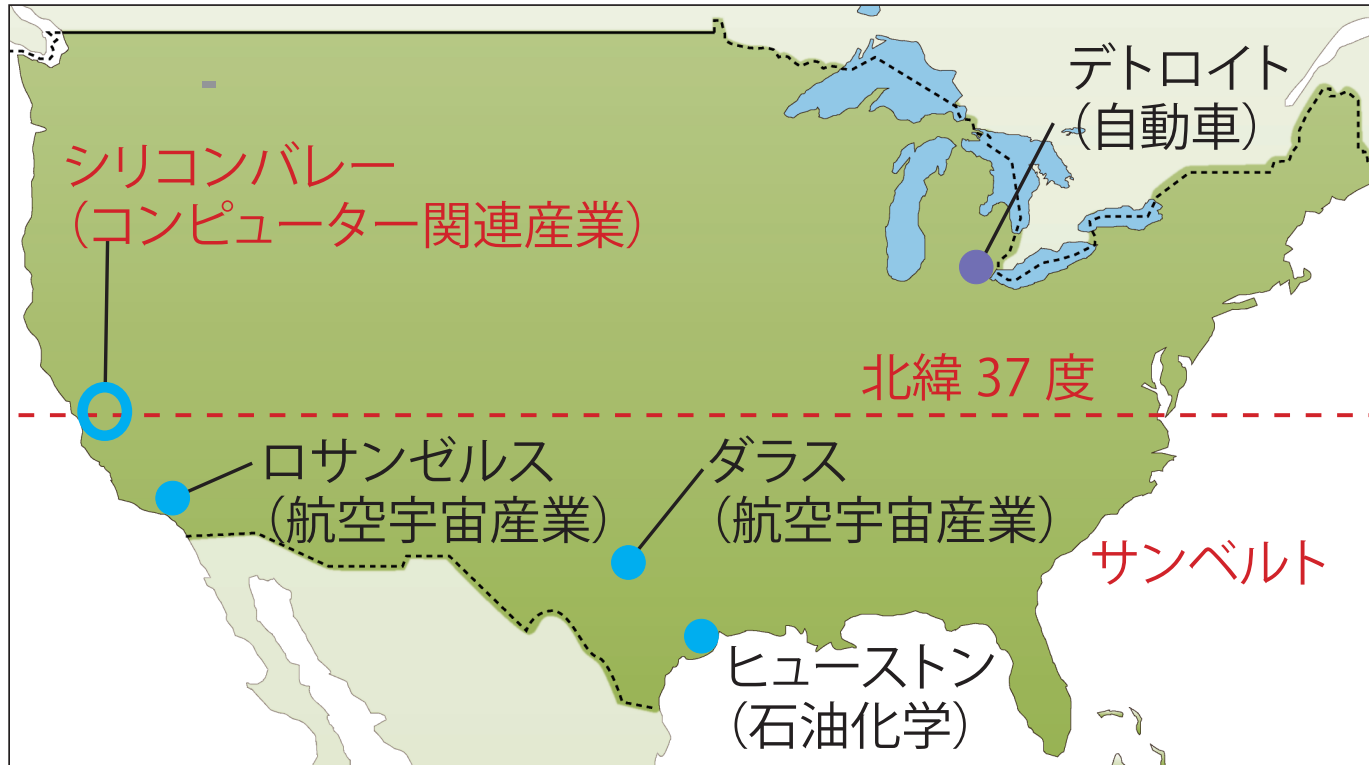 デトロイト
（自動車）
シリコンバレー
（コンピューター関連産業）
北緯 37 度
ロサンゼルス
（航空宇宙産業）
ダラス
（航空宇宙産業）
サンベルト
ヒューストン
（石油化学）